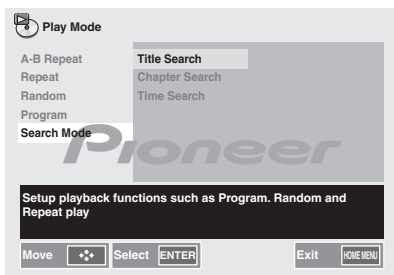 Play Mode
A-B Repeat
Repeat
Random
Program
Search Mode
Title Search
Chapter Search
Time Search
Pioneer
Setup playback functions such as Program. Random and
Repeat play
Move
Select ENTER
Exit HOME MENU